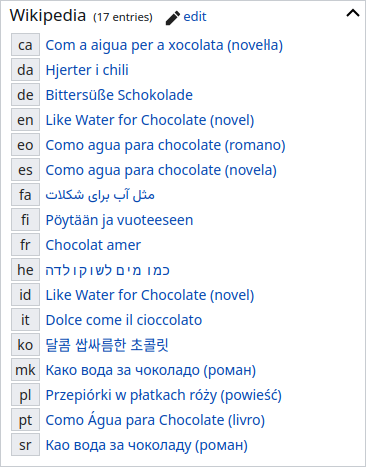 Wikipedia (17 entries) edit
ca Com a aigua per a xocolata (noveŀla)
da Hjerter i chili
de Bittersüße Schokolade
en Like Water for Chocolate (novel)
eo Como agua para chocolate (romano)
es Como agua para chocolate (novela)
fa مثل آب برای شکلات
fi Pöytään ja vuoteeseen
fr Chocolat amer
he כמו מים לשוקולדה
id Like Water for Chocolate (novel)
it Dolce come il cioccolato
ko 달콤 쌉싸름한 초콜릿
mk Како вода за чоколадо (роман)
pl Przepiórki w płatkach róży (powieść)
pt Como Água para Chocolate (livro)
sr Као вода за чоколаду (роман)